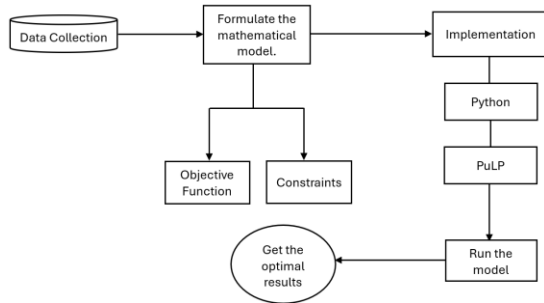 Data Collection
Formulate the
mathematical
model.
Implementation
Python
PuLP
Objective
Function
Constraints
Run the
model
Get the
optimal
results